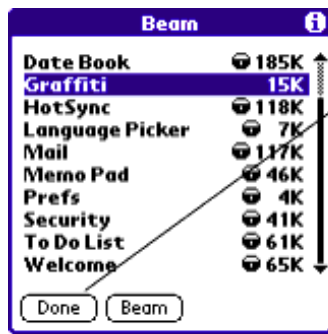 Beam i
Date Book 185K
Graffiti 15K
HotSync 118K
Language Picker 7K
Mail 117K
Memo Pad 46K
Prefs 4K
Security 41K
To Do List 61K
Welcome 65K
Done Beam